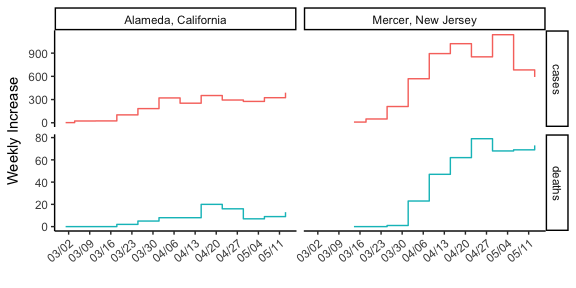 Alameda, California
Mercer, New Jersey
Weekly Increase
900
600
300
0
cases
80
60
40
20
0
deaths
03/02 03/09 03/16 03/23 03/30 04/06 04/13 04/20 04/27 05/04 05/11
03/02 03/09 03/16 03/23 03/30 04/06 04/13 04/20 04/27 05/04 05/11